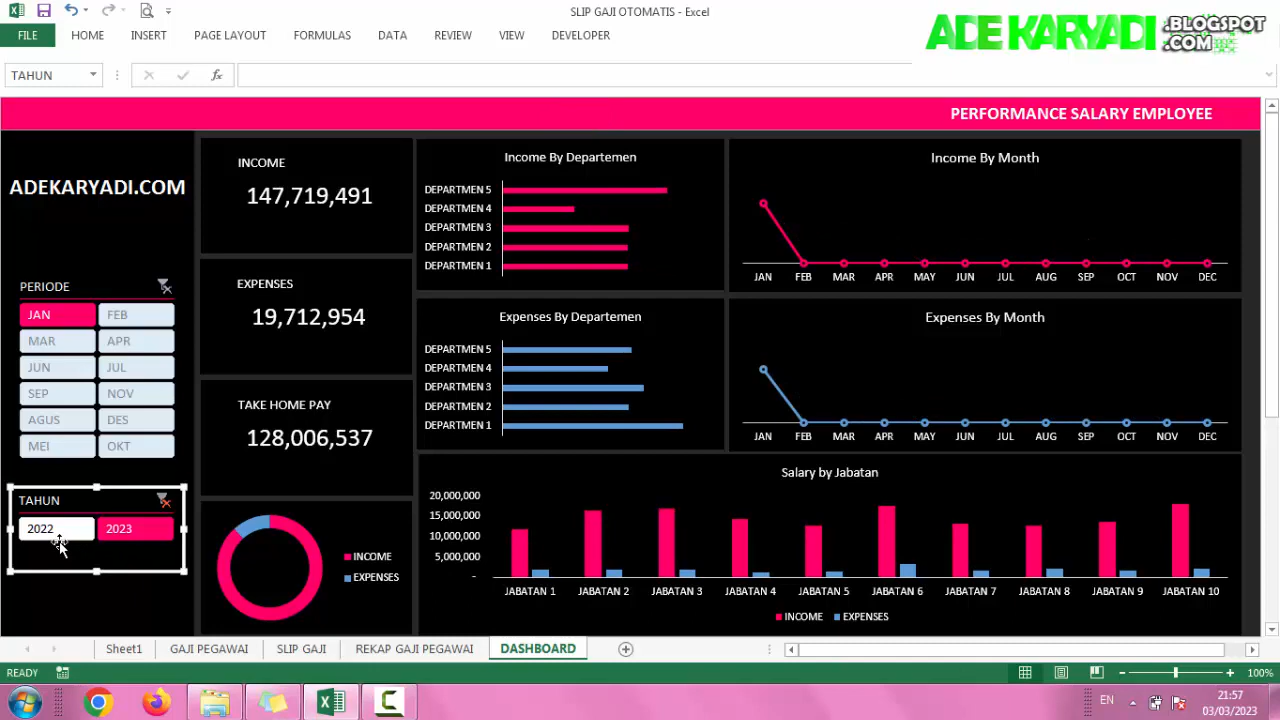 SLIP GAJI OTOMATIS - Excel
FILE
HOME
INSERT
PAGE LAYOUT
FORMULAS
DATA
REVIEW
VIEW
DEVELOPER
ADE KARYADI
.BLOGSPOT
.COM
TAHUN
fx
PERFORMANCE SALARY EMPLOYEE
ADEKARYADI.COM
PERIODE
JAN
FEB
MAR
APR
JUN
JUL
SEP
NOV
AGUS
DES
MEI
OKT
TAHUN
2022
2023
INCOME
147,719,491
EXPENSES
19,712,954
TAKE HOME PAY
128,006,537
INCOME
EXPENSES
Income By Departemen
DEPARTMEN 5
DEPARTMEN 4
DEPARTMEN 3
DEPARTMEN 2
DEPARTMEN 1
Income By Month
JAN FEB MAR APR MAY JUN JUL AUG SEP OCT NOV DEC
Expenses By Departemen
DEPARTMEN 5
DEPARTMEN 4
DEPARTMEN 3
DEPARTMEN 2
DEPARTMEN 1
Expenses By Month
JAN FEB MAR APR MAY JUN JUL AUG SEP OCT NOV DEC
Salary by Jabatan
20,000,000
15,000,000
10,000,000
5,000,000
-
JABATAN 1 JABATAN 2 JABATAN 3 JABATAN 4 JABATAN 5 JABATAN 6 JABATAN 7 JABATAN 8 JABATAN 9 JABATAN 10
INCOME EXPENSES
Sheet1
GAJI PEGAWAI
SLIP GAJI
REKAP GAJI PEGAWAI
DASHBOARD
READY
100%
EN
21:57
03/03/2023